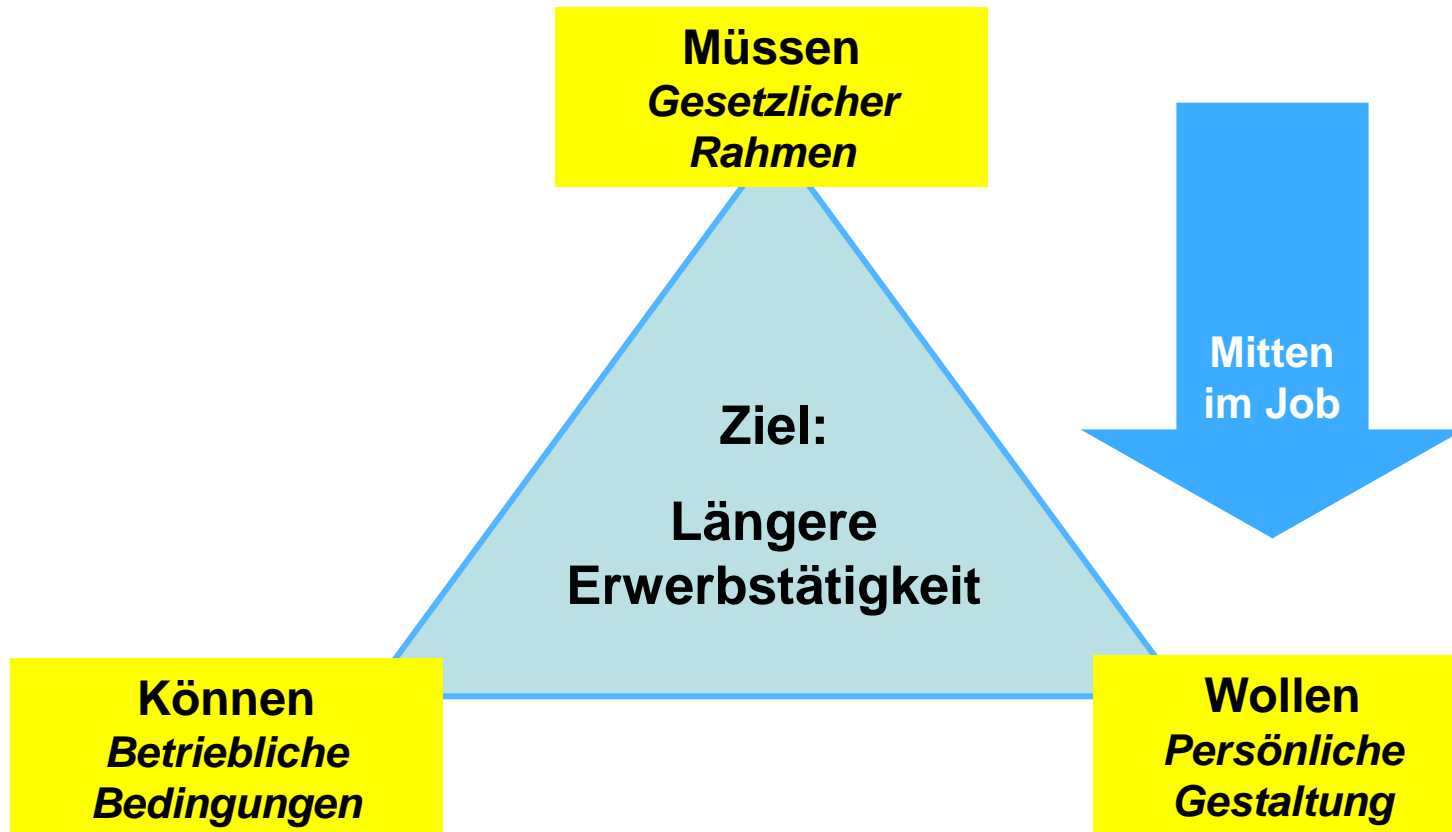 Müssen
Gesetzlicher
Rahmen
Mitten
im Job
Ziel:
Längere
Erwerbstätigkeit
Können
Betriebliche
Bedingungen
Wollen
Persönliche
Gestaltung